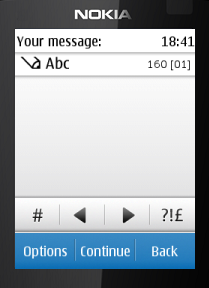 NOKIA
Your message: 18:41
Abc 160 [01]
# ?!£
Options Continue Back